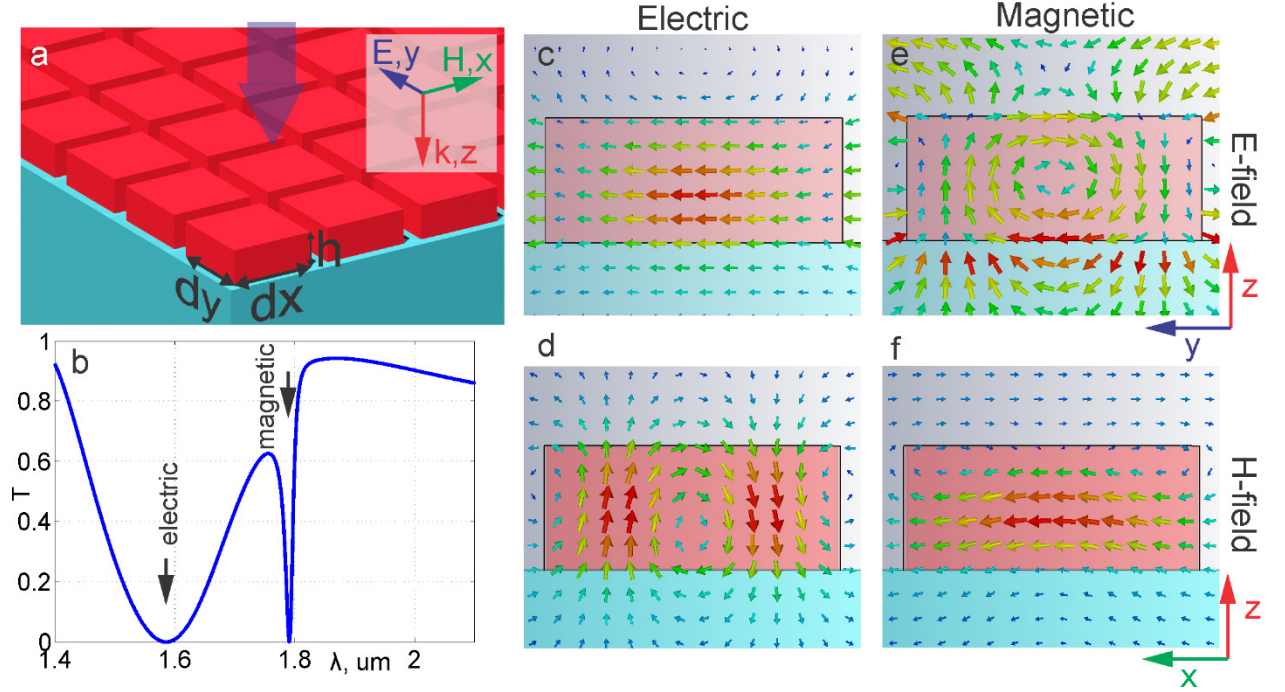 Electric
Magnetic
a
E,y
H,x
k,z
h
dy
dx
c
e
E-field
z
y
b
1
0.8
0.6
0.4
0.2
0
T
electric
magnetic
1.4
1.6
1.8
λ, um
2
d
f
H-field
z
x